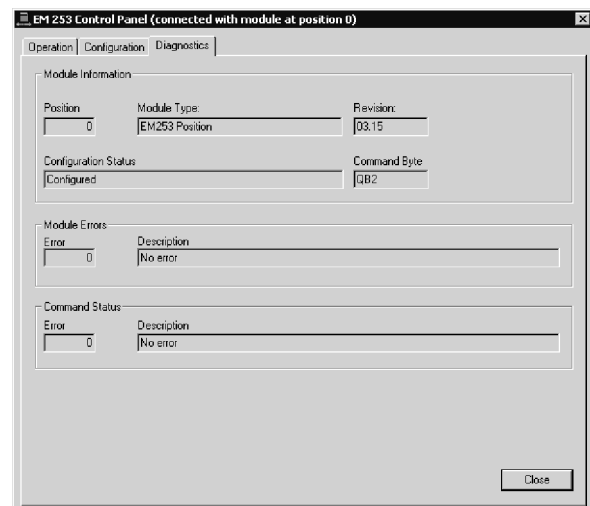 EM 253 Control Panel (connected with module at position 0)
Operation Configuration Diagnostics
Module Information
Position Module Type: Revision:
0 EM253 Position 03.15
Configuration Status Command Byte
Configured QB2
Module Errors
Error Description
0 No error
Command Status
Error Description
0 No error
Close